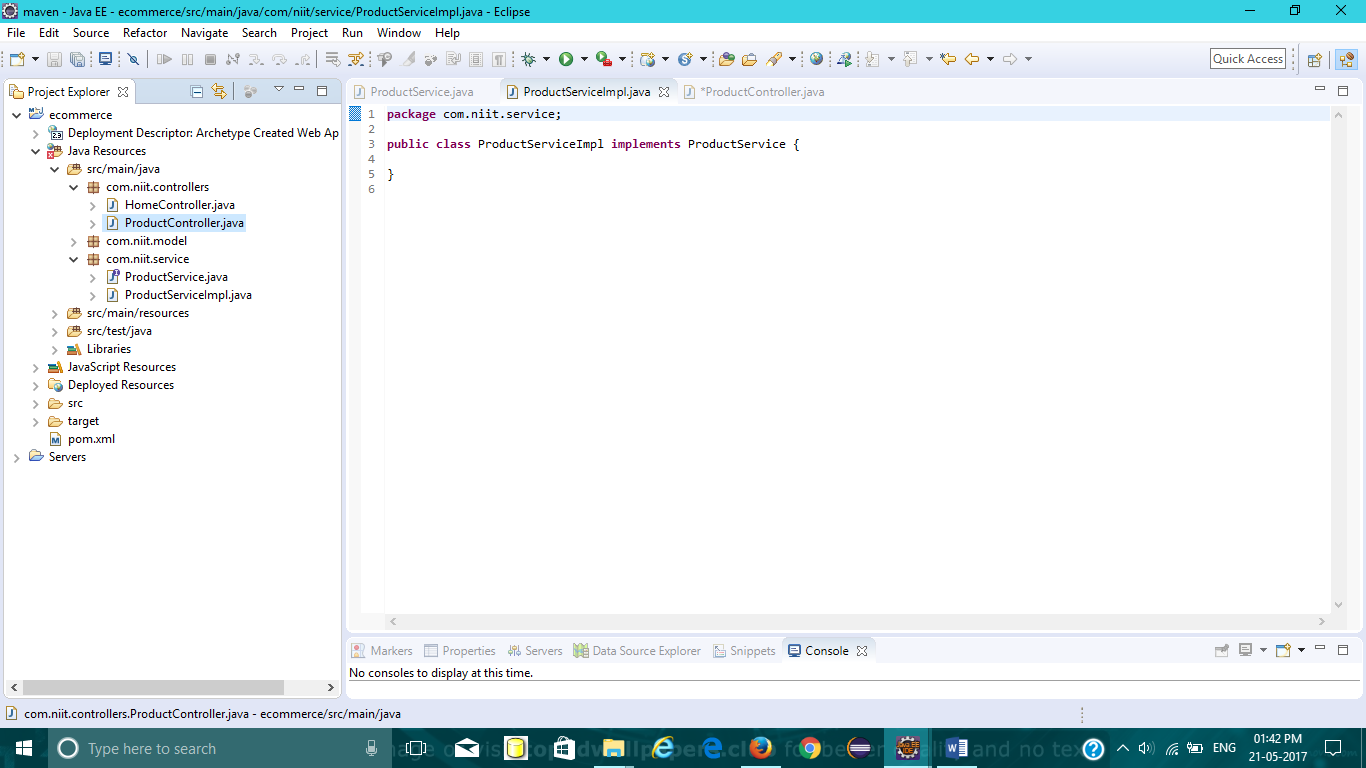 maven - Java EE - ecommerce/src/main/java/com/niit/service/ProductServiceImpl.java - Eclipse
File Edit Source Refactor Navigate Search Project Run Window Help
Quick Access
Project Explorer
ecommerce
Deployment Descriptor: Archetype Created Web Ap
Java Resources
src/main/java
com.niit.controllers
HomeController.java
ProductController.java
com.niit.model
com.niit.service
ProductService.java
ProductServiceImpl.java
src/main/resources
src/test/java
Libraries
JavaScript Resources
Deployed Resources
src
target
pom.xml
Servers
ProductService.java ProductServiceImpl.java *ProductController.java
1 package com.niit.service;
2
3 public class ProductServiceImpl implements ProductService {
4
5 }
6
Markers Properties Servers Data Source Explorer Snippets Console
No consoles to display at this time.
com.niit.controllers.ProductController.java - ecommerce/src/main/java
Type here to search
ENG
01:42 PM
21-05-2017